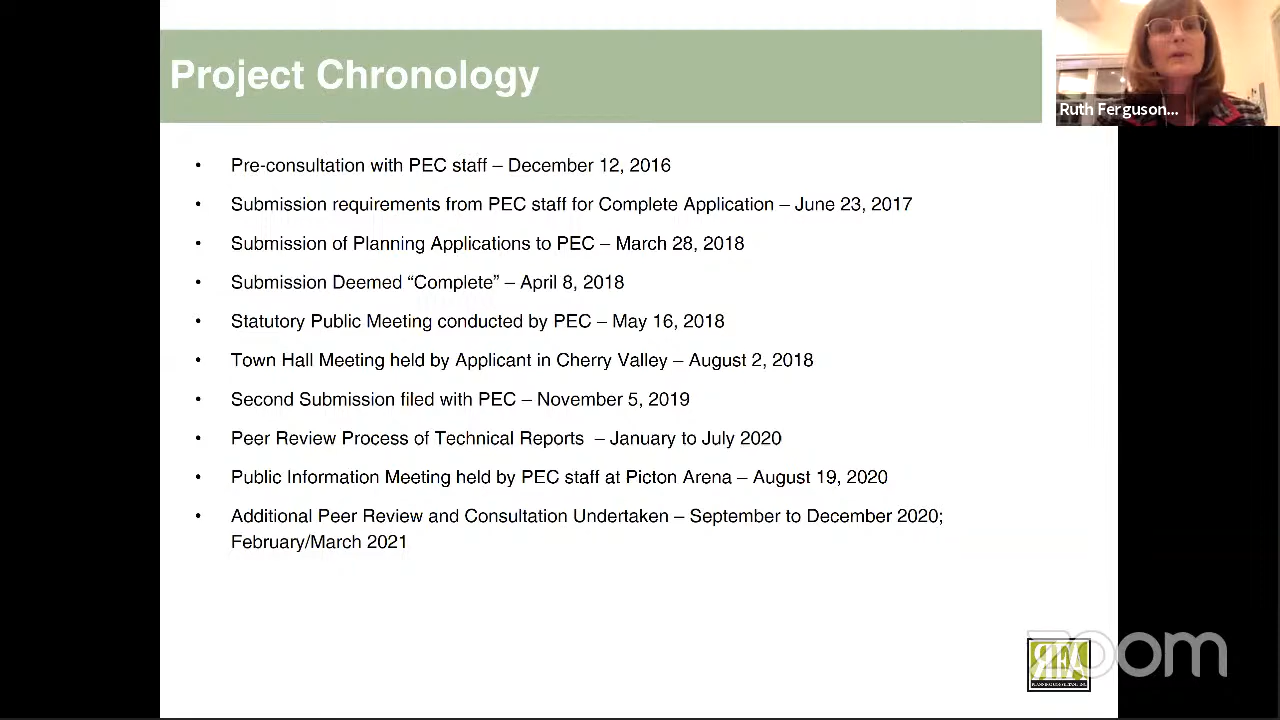 Project Chronology
Ruth Ferguson...
• Pre-consultation with PEC staff – December 12, 2016
• Submission requirements from PEC staff for Complete Application – June 23, 2017
• Submission of Planning Applications to PEC – March 28, 2018
• Submission Deemed “Complete” – April 8, 2018
• Statutory Public Meeting conducted by PEC – May 16, 2018
• Town Hall Meeting held by Applicant in Cherry Valley – August 2, 2018
• Second Submission filed with PEC – November 5, 2019
• Peer Review Process of Technical Reports – January to July 2020
• Public Information Meeting held by PEC staff at Picton Arena – August 19, 2020
• Additional Peer Review and Consultation Undertaken – September to December 2020;
February/March 2021
zoom